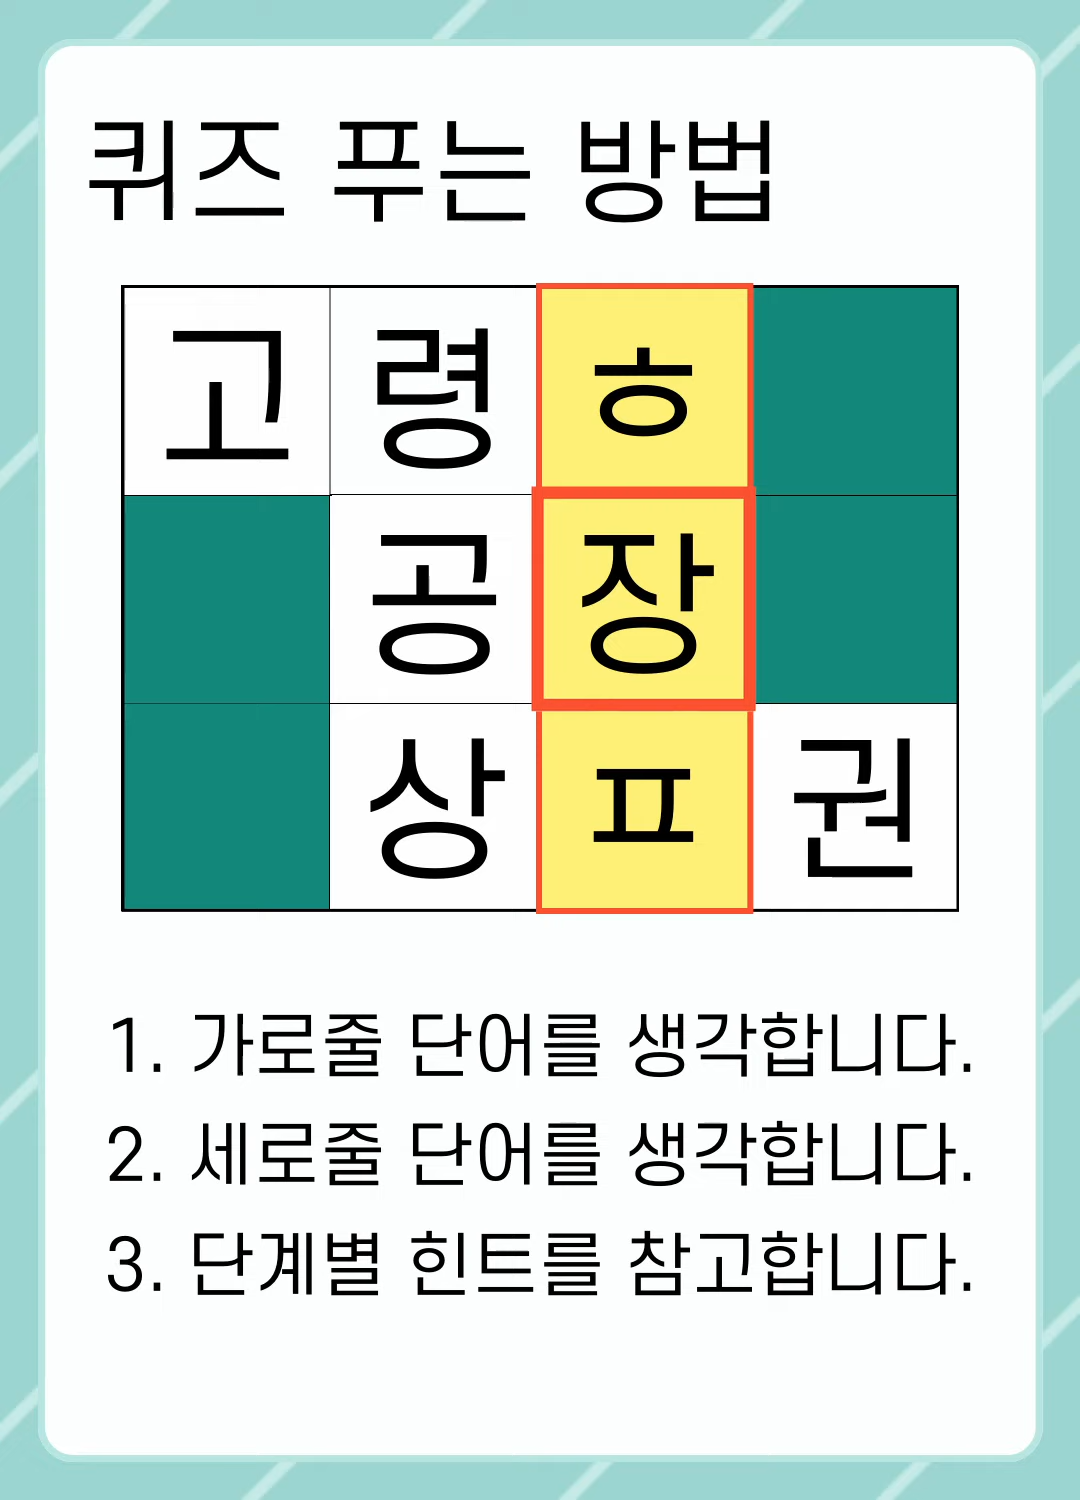 퀴즈 푸는 방법
고 령 ㅎ
공 장
상 ㅍ 권
1. 가로줄 단어를 생각합니다.
2. 세로줄 단어를 생각합니다.
3. 단계별 힌트를 참고합니다.